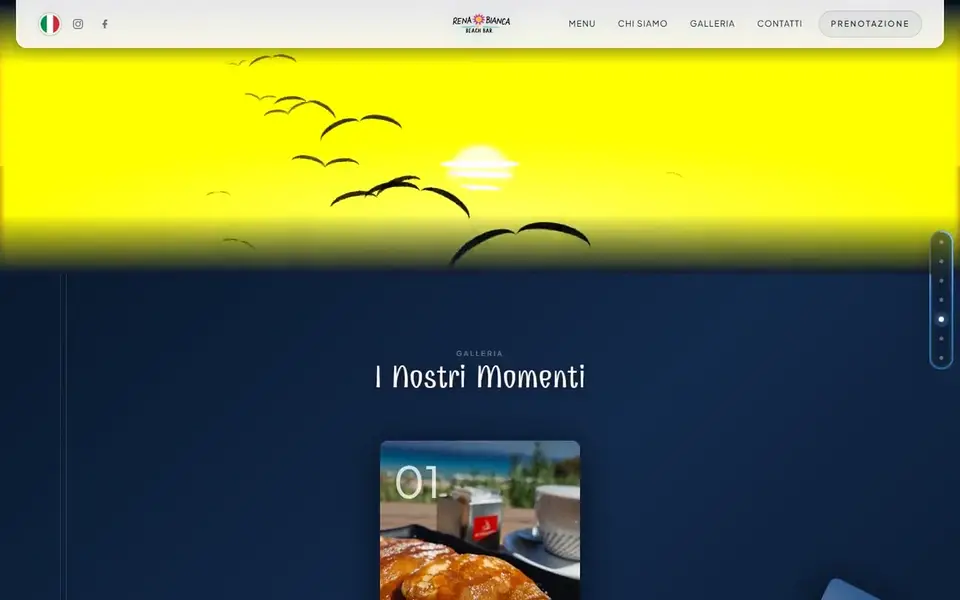 RENA BIANCA
BEACH BAR
MENU
CHI SIAMO
GALLERIA
CONTATTI
PRENOTAZIONE
GALLERIA
I Nostri Momenti
01